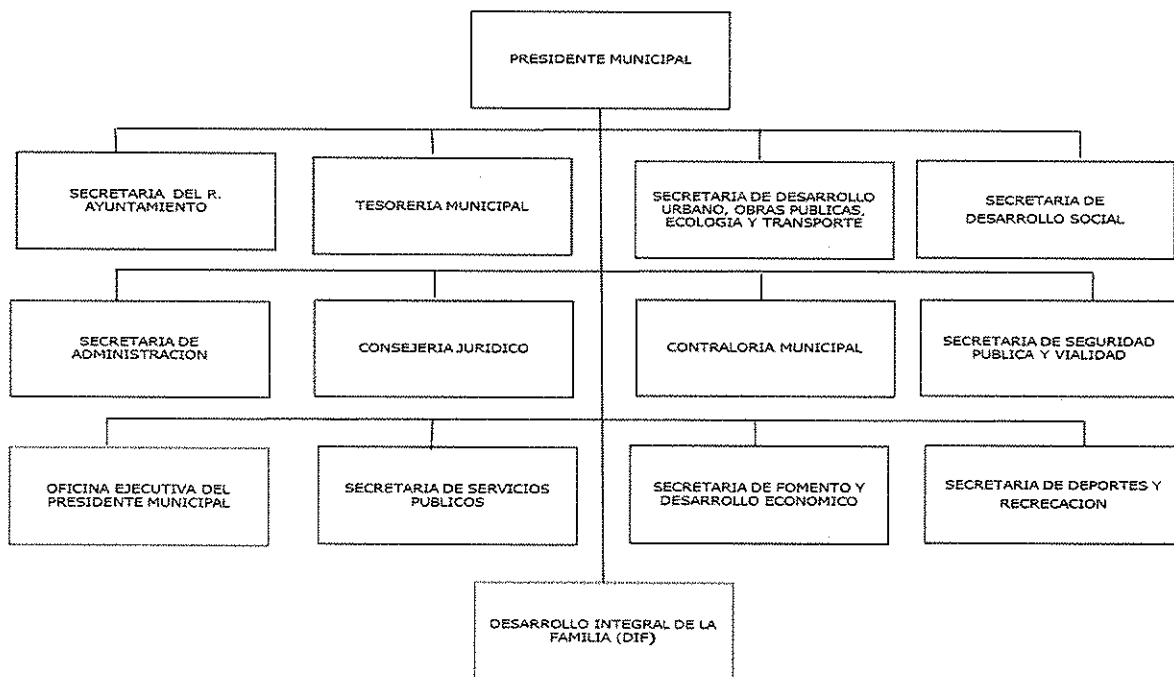 PRESIDENTE MUNICIPAL
SECRETARIA DEL R.
AYUNTAMIENTO
TESORERIA MUNICIPAL
SECRETARIA DE DESARROLLO
URBANO, OBRAS PUBLICAS,
ECOLOGIA Y TRANSPORTE
SECRETARIA DE
DESARROLLO SOCIAL
SECRETARIA DE
ADMINISTRACION
CONSEJERIA JURIDICO
CONTRALORIA MUNICIPAL
SECRETARIA DE SEGURIDAD
PUBLICA Y VIALIDAD
OFICINA EJECUTIVA DEL
PRESIDENTE MUNICIPAL
SECRETARIA DE SERVICIOS
PUBLICOS
SECRETARIA DE FOMENTO Y
DESARROLLO ECONOMICO
SECRETARIA DE DEPORTES Y
RECRECACION
DESARROLLO INTEGRAL DE LA
FAMILIA (DIF)